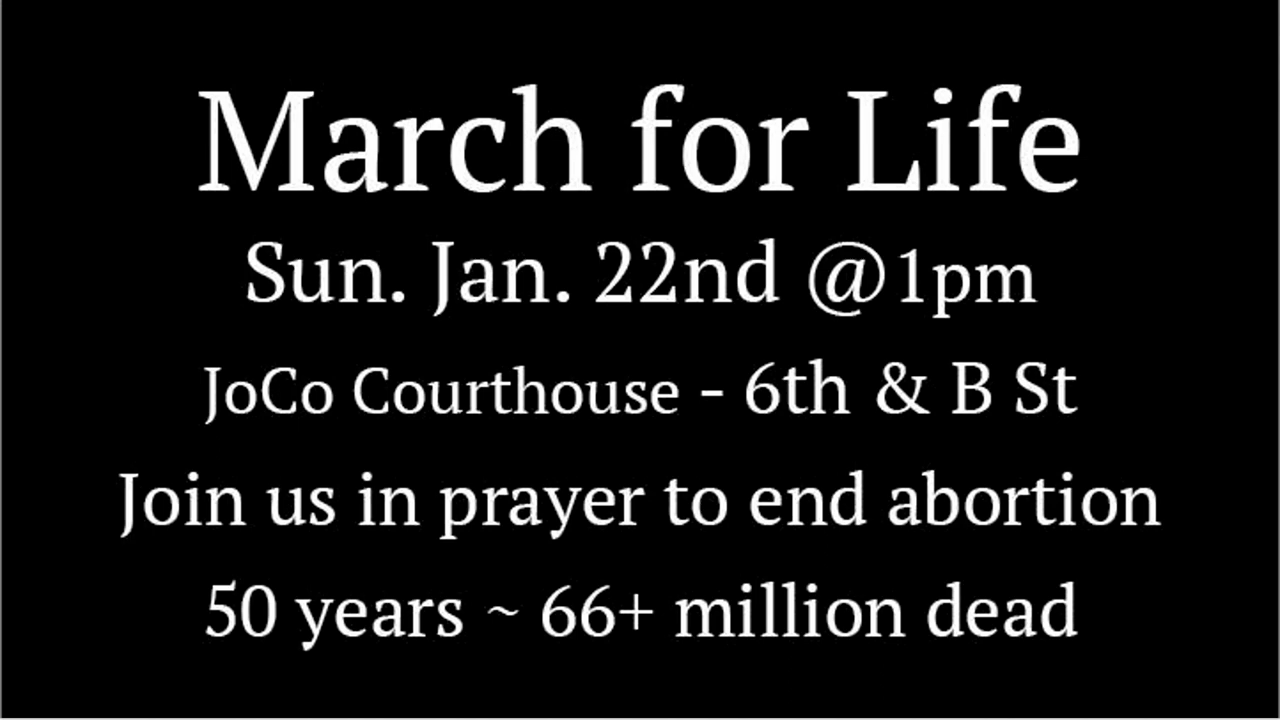 March for Life
Sun. Jan. 22nd @1pm
JoCo Courthouse - 6th & B St
Join us in prayer to end abortion
50 years ~ 66+ million dead